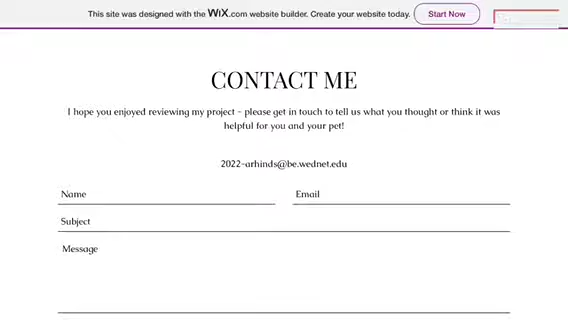 This site was designed with the WiX.com website builder. Create your website today. Start Now
CONTACT ME
I hope you enjoyed reviewing my project - please get in touch to tell us what you thought or think it was
helpful for you and your pet!
2022-arhinds@be.wednet.edu
Name Email
Subject
Message